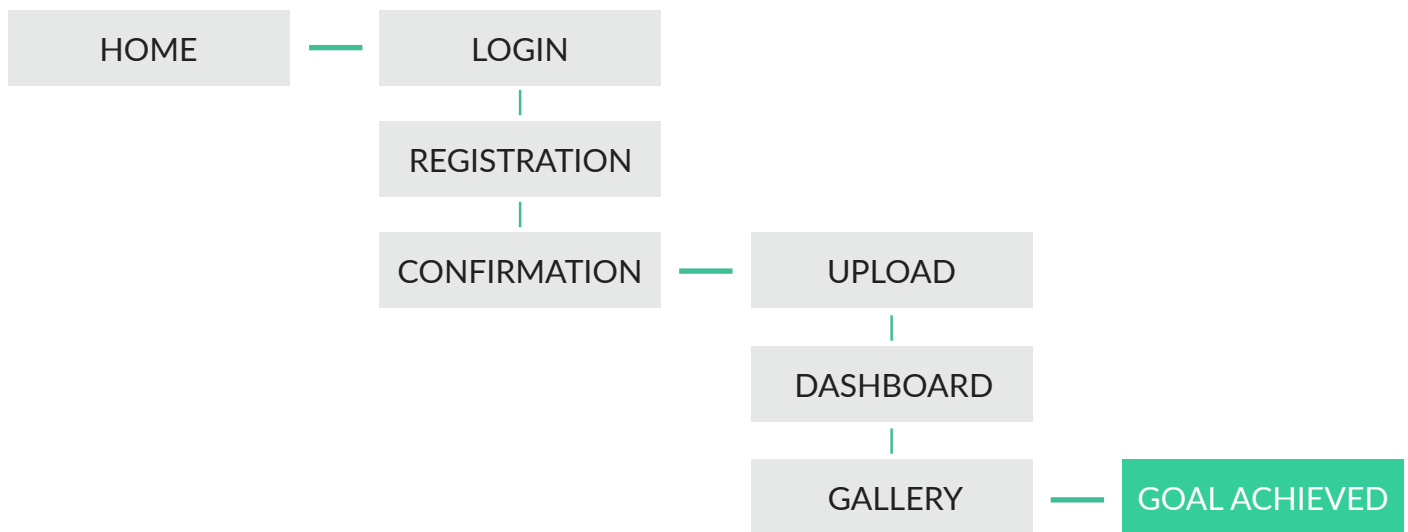 HOME
LOGIN
REGISTRATION
CONFIRMATION
UPLOAD
DASHBOARD
GALLERY
GOAL ACHIEVED